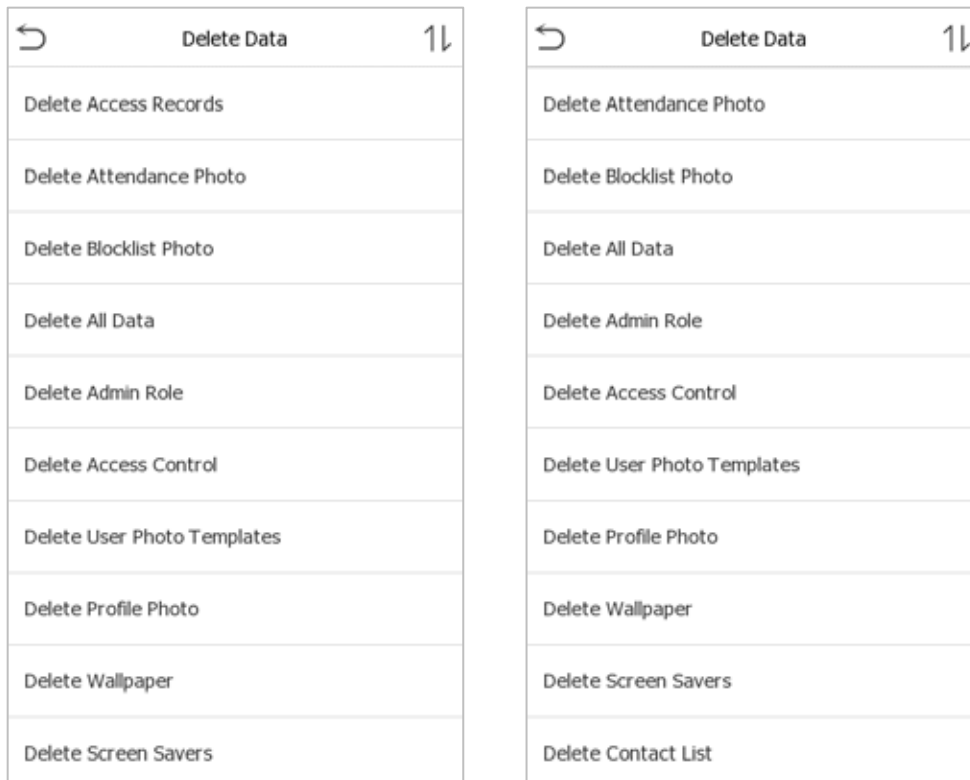 Delete Data
Delete Access Records
Delete Attendance Photo
Delete Blocklist Photo
Delete All Data
Delete Admin Role
Delete Access Control
Delete User Photo Templates
Delete Profile Photo
Delete Wallpaper
Delete Screen Savers
Delete Data
Delete Attendance Photo
Delete Blocklist Photo
Delete All Data
Delete Admin Role
Delete Access Control
Delete User Photo Templates
Delete Profile Photo
Delete Wallpaper
Delete Screen Savers
Delete Contact List